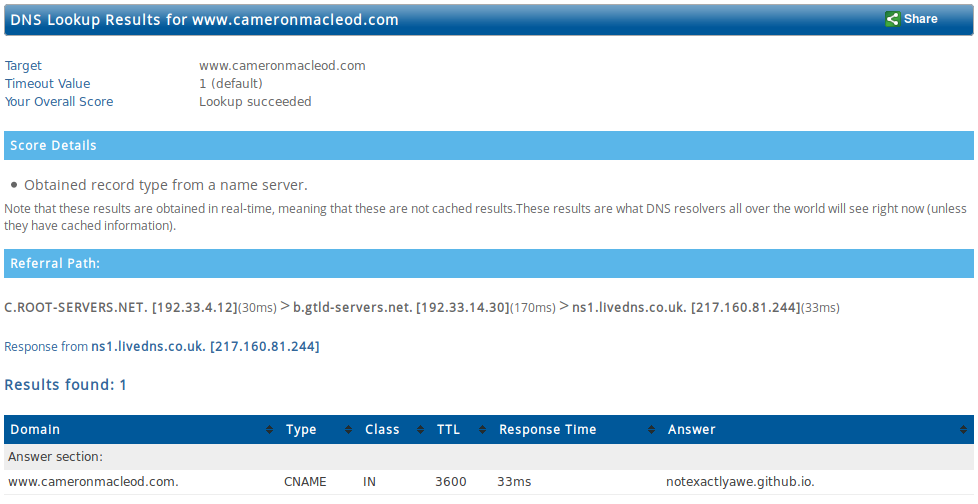 DNS Lookup Results for www.cameronmacleod.com Share
Target www.cameronmacleod.com
Timeout Value 1 (default)
Your Overall Score Lookup succeeded
Score Details
• Obtained record type from a name server.
Note that these results are obtained in real-time, meaning that these are not cached results.These results are what DNS resolvers all over the world will see right now (unless
they have cached information).
Referral Path:
C.ROOT-SERVERS.NET. [192.33.4.12](30ms) > b.gtld-servers.net. [192.33.14.30](170ms) > ns1.livedns.co.uk. [217.160.81.244](33ms)
Response from ns1.livedns.co.uk. [217.160.81.244]
Results found: 1
Domain Type Class TTL Response Time Answer
Answer section:
www.cameronmacleod.com. CNAME IN 3600 33ms notexactlyawe.github.io.